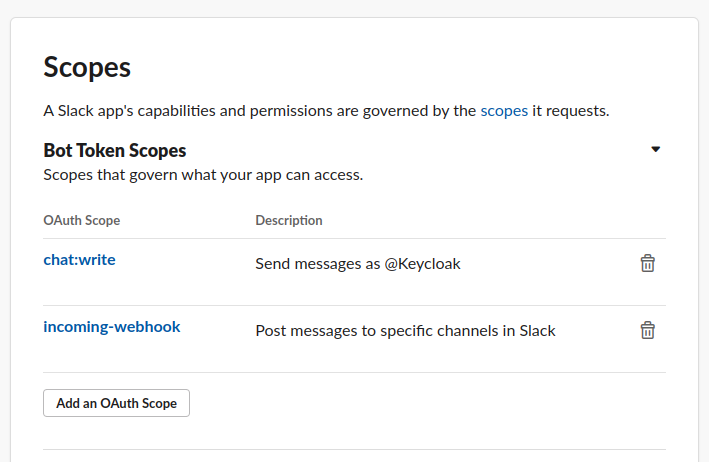 Scopes
A Slack app's capabilities and permissions are governed by the scopes it requests.
Bot Token Scopes
Scopes that govern what your app can access.
OAuth Scope Description
chat:write Send messages as @Keycloak
incoming-webhook Post messages to specific channels in Slack
Add an OAuth Scope